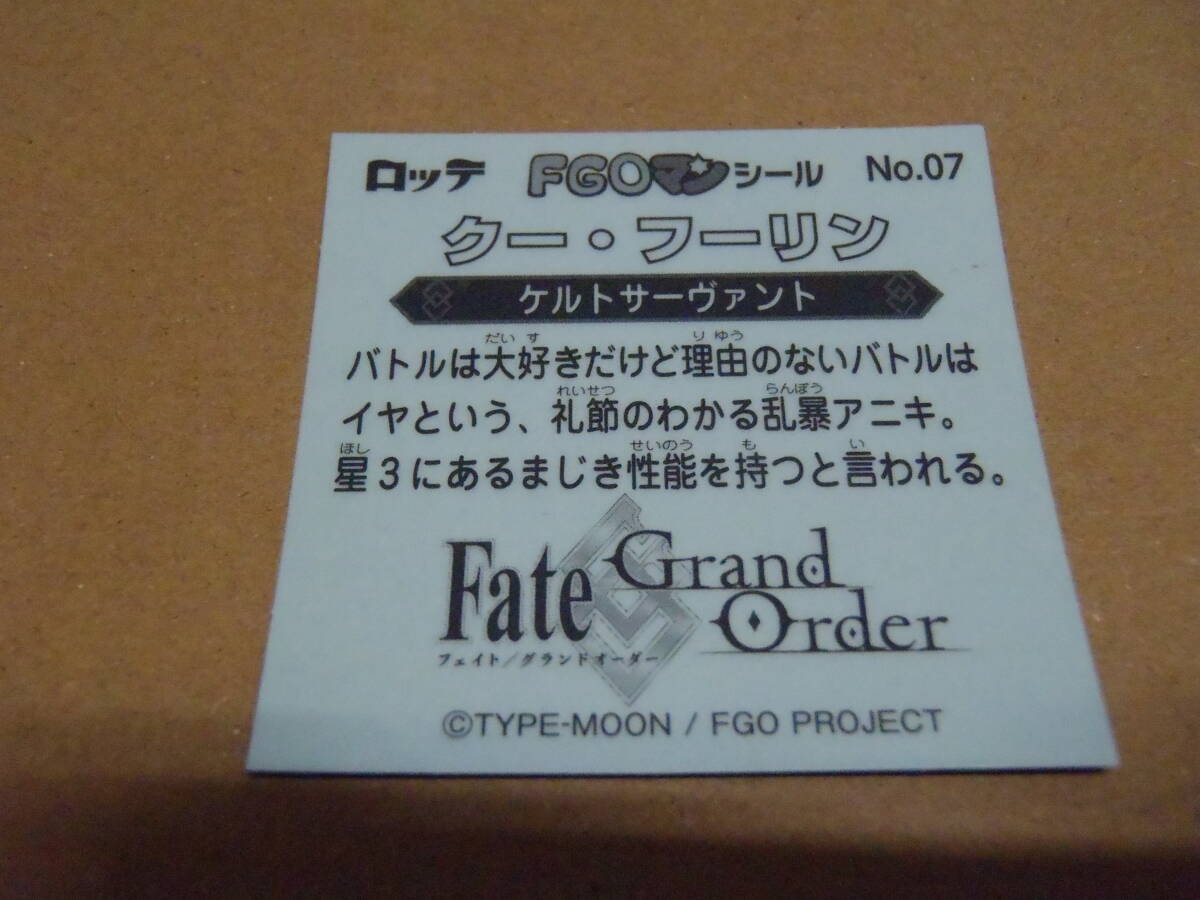 ロッテ FGOマン シール No.07
クー・フーリン
ケルトサーヴァント
だいす りゆう
バトルは大好きだけど理由のないバトルは
れいせつ らんぼう
イヤという、礼節のわかる乱暴アニキ。
ほし せいのう も い
星3にあるまじき性能を持つと言われる。
Fate Grand Order
フェイト/グランドオーダー
©TYPE-MOON / FGO PROJECT